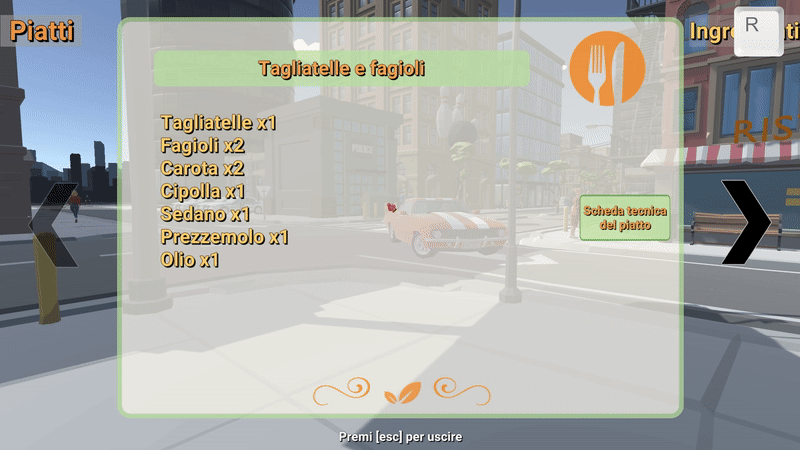 Piatti
R
Tagliatelle e fagioli
Tagliatelle x1
Fagioli x2
Carota x2
Cipolla x1
Sedano x1
Prezzemolo x1
Olio x1
Scheda tecnica
del piatto
RIS
Premi [esc] per uscire